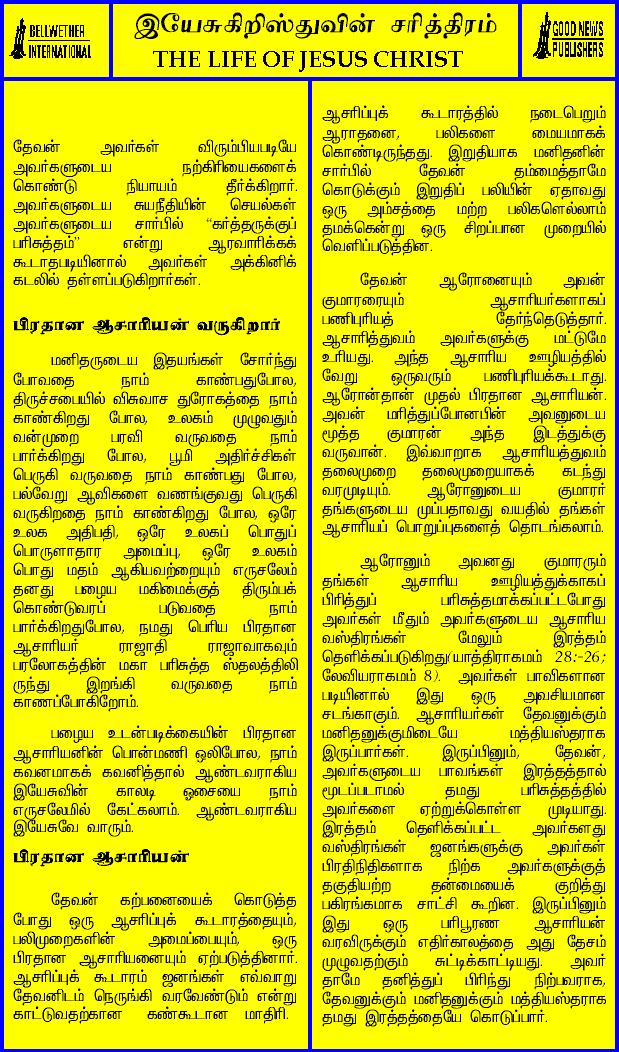 BELLWETHER
INTERNATIONAL
இயேசுகிறிஸ்துவின் சரித்திரம்
THE LIFE OF JESUS CHRIST
GOOD NEWS
PUBLISHERS
தேவன் அவர்கள் விரும்பியபடியே
அவர்களுடைய நற்கிரியைகளைக்
கொண்டு நியாயம் தீர்க்கிறார்.
அவர்களுடைய சுயநீதியின் செயல்கள்
அவர்களுடைய சார்பில் “கர்த்தருக்குப்
பரிசுத்தம்” என்று ஆரவாரிக்கக்
கூடாதபடியினால் அவர்கள் அக்கினிக்
கடலில் தள்ளப்படுகிறார்கள்.
பிரதான ஆசாரியன் வருகிறார்
மனிதருடைய இதயங்கள் சோர்ந்து
போவதை நாம் காண்பதுபோல,
திருச்சபையில் விசுவாச துரோகத்தை நாம்
காண்கிறது போல, உலகம் முழுவதும்
வன்முறை பரவி வருவதை நாம்
பார்க்கிறது போல, பூமி அதிர்ச்சிகள்
பெருகி வருவதை நாம் காண்பது போல,
பல்வேறு ஆவிகளை வணங்குவது பெருகி
வருகிறதை நாம் காண்கிறது போல, ஒரே
உலக அதிபதி, ஒரே உலகப் பொதுப்
பொருளாதார அமைப்பு, ஒரே உலகம்
பொது மதம் ஆகியவற்றையும் எருசலேம்
தனது பழைய மகிமைக்குத் திரும்பக்
கொண்டுவரப் படுவதை நாம்
பார்க்கிறதுபோல, நமது பெரிய பிரதான
ஆசாரியர் ராஜாதி ராஜாவாகவும்
பரலோகத்தின் மகா பரிசுத்த ஸ்தலத்திலி
ருந்து இறங்கி வருவதை நாம்
காணப்போகிறோம்.
பழைய உடன்படிக்கையின் பிரதான
ஆசாரியனின் பொன்மணி ஒலிபோல, நாம்
கவனமாகக் கவனித்தால் ஆண்டவராகிய
இயேசுவின் காலடி ஓசையை நாம்
எருசலேமில் கேட்கலாம். ஆண்டவராகிய
இயேசுவே வாரும்.
பிரதான ஆசாரியன்
தேவன் கற்பனையைக் கொடுத்த
போது ஒரு ஆசரிப்புக் கூடாரத்தையும்,
பலிமுறைகளின் அமைப்பையும், ஒரு
பிரதான ஆசாரியனையும் ஏற்படுத்தினார்.
ஆசரிப்புக் கூடாரம் ஜனங்கள் எவ்வாறு
தேவனிடம் நெருங்கி வரவேண்டும் என்று
காட்டுவதற்கான கண்கூடான மாதிரி.
ஆசரிப்புக் கூடாரத்தில் நடைபெறும்
ஆராதனை, பலிகளை மையமாகக்
கொண்டிருந்தது. இறுதியாக மனிதனின்
சார்பில் தேவன் தம்மைத்தாமே
கொடுக்கும் இறுதிப் பலியின் ஏதாவது
ஒரு அம்சத்தை மற்ற பலிகளெல்லாம்
தமக்கென்று ஒரு சிறப்பான முறையில்
வெளிப்படுத்தின.
தேவன் ஆரோனையும் அவன்
குமாரரையும் ஆசாரியர்களாகப்
பணிபுரியத் தேர்ந்தெடுத்தார்.
ஆசாரித்துவம் அவர்களுக்கு மட்டுமே
உரியது. அந்த ஆசாரிய ஊழியத்தில்
வேறு ஒருவரும் பணிபுரியக்கூடாது.
ஆரோன்தான் முதல் பிரதான ஆசாரியன்.
அவன் மரித்துப்போனபின் அவனுடைய
மூத்த குமாரன் அந்த இடத்துக்கு
வருவான். இவ்வாறாக ஆசாரியத்துவம்
தலைமுறை தலைமுறையாகக் கடந்து
வரமுடியும். ஆரோனுடைய குமாரர்
தங்களுடைய முப்பதாவது வயதில் தங்கள்
ஆசாரியப் பொறுப்புகளைத் தொடங்கலாம்.
ஆரோனும் அவனது குமாரரும்
தங்கள் ஆசாரிய ஊழியத்துக்காகப்
பிரித்துப் பரிசுத்தமாக்கப்பட்டபோது
அவர்கள் மீதும் அவர்களுடைய ஆசாரிய
வஸ்திரங்கள் மேலும் இரத்தம்
தெளிக்கப்படுகிறது(யாத்திராகமம் 28:-26;
லேவியராகமம் 8). அவர்கள் பாவிகளான
படியினால் இது ஒரு அவசியமான
சடங்காகும். ஆசாரியர்கள் தேவனுக்கும்
மனிதனுக்குமிடையே மத்தியஸ்தராக
இருப்பார்கள். இருப்பினும், தேவன்,
அவர்களுடைய பாவங்கள் இரத்தத்தால்
மூடப்படாமல் தமது பரிசுத்தத்தில்
அவர்களை ஏற்றுக்கொள்ள முடியாது.
இரத்தம் தெளிக்கப்பட்ட அவர்களது
வஸ்திரங்கள் ஜனங்களுக்கு அவர்கள்
பிரதிநிதிகளாக நிற்க அவர்களுக்குத்
தகுதியற்ற தன்மையைக் குறித்து
பகிரங்கமாக சாட்சி கூறின. இருப்பினும்
இது ஒரு பரிபூரண ஆசாரியன்
வரவிருக்கும் எதிர்காலத்தை அது தேசம்
முழுவதற்கும் சுட்டிக்காட்டியது. அவர்
தாமே தனித்துப் பிரிந்து நிற்பவராக,
தேவனுக்கும் மனிதனுக்கும் மத்தியஸ்தராக
தமது இரத்தத்தையே கொடுப்பார்.